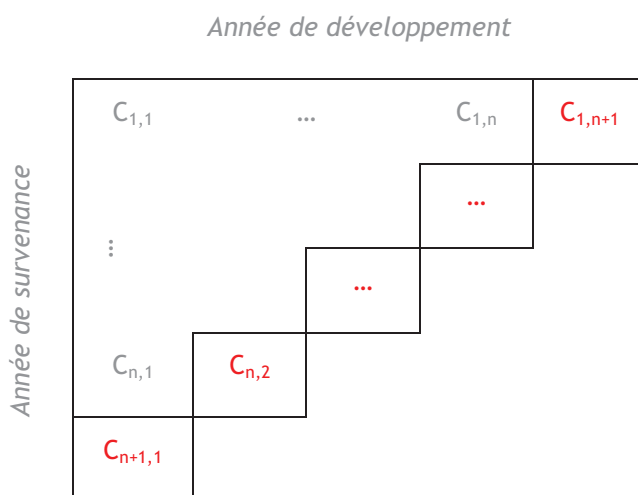 Année de développement
C1,1 ... C1,n C1,n+1
...
Année de survenance
⋮
...
Cn,1 Cn,2
Cn+1,1